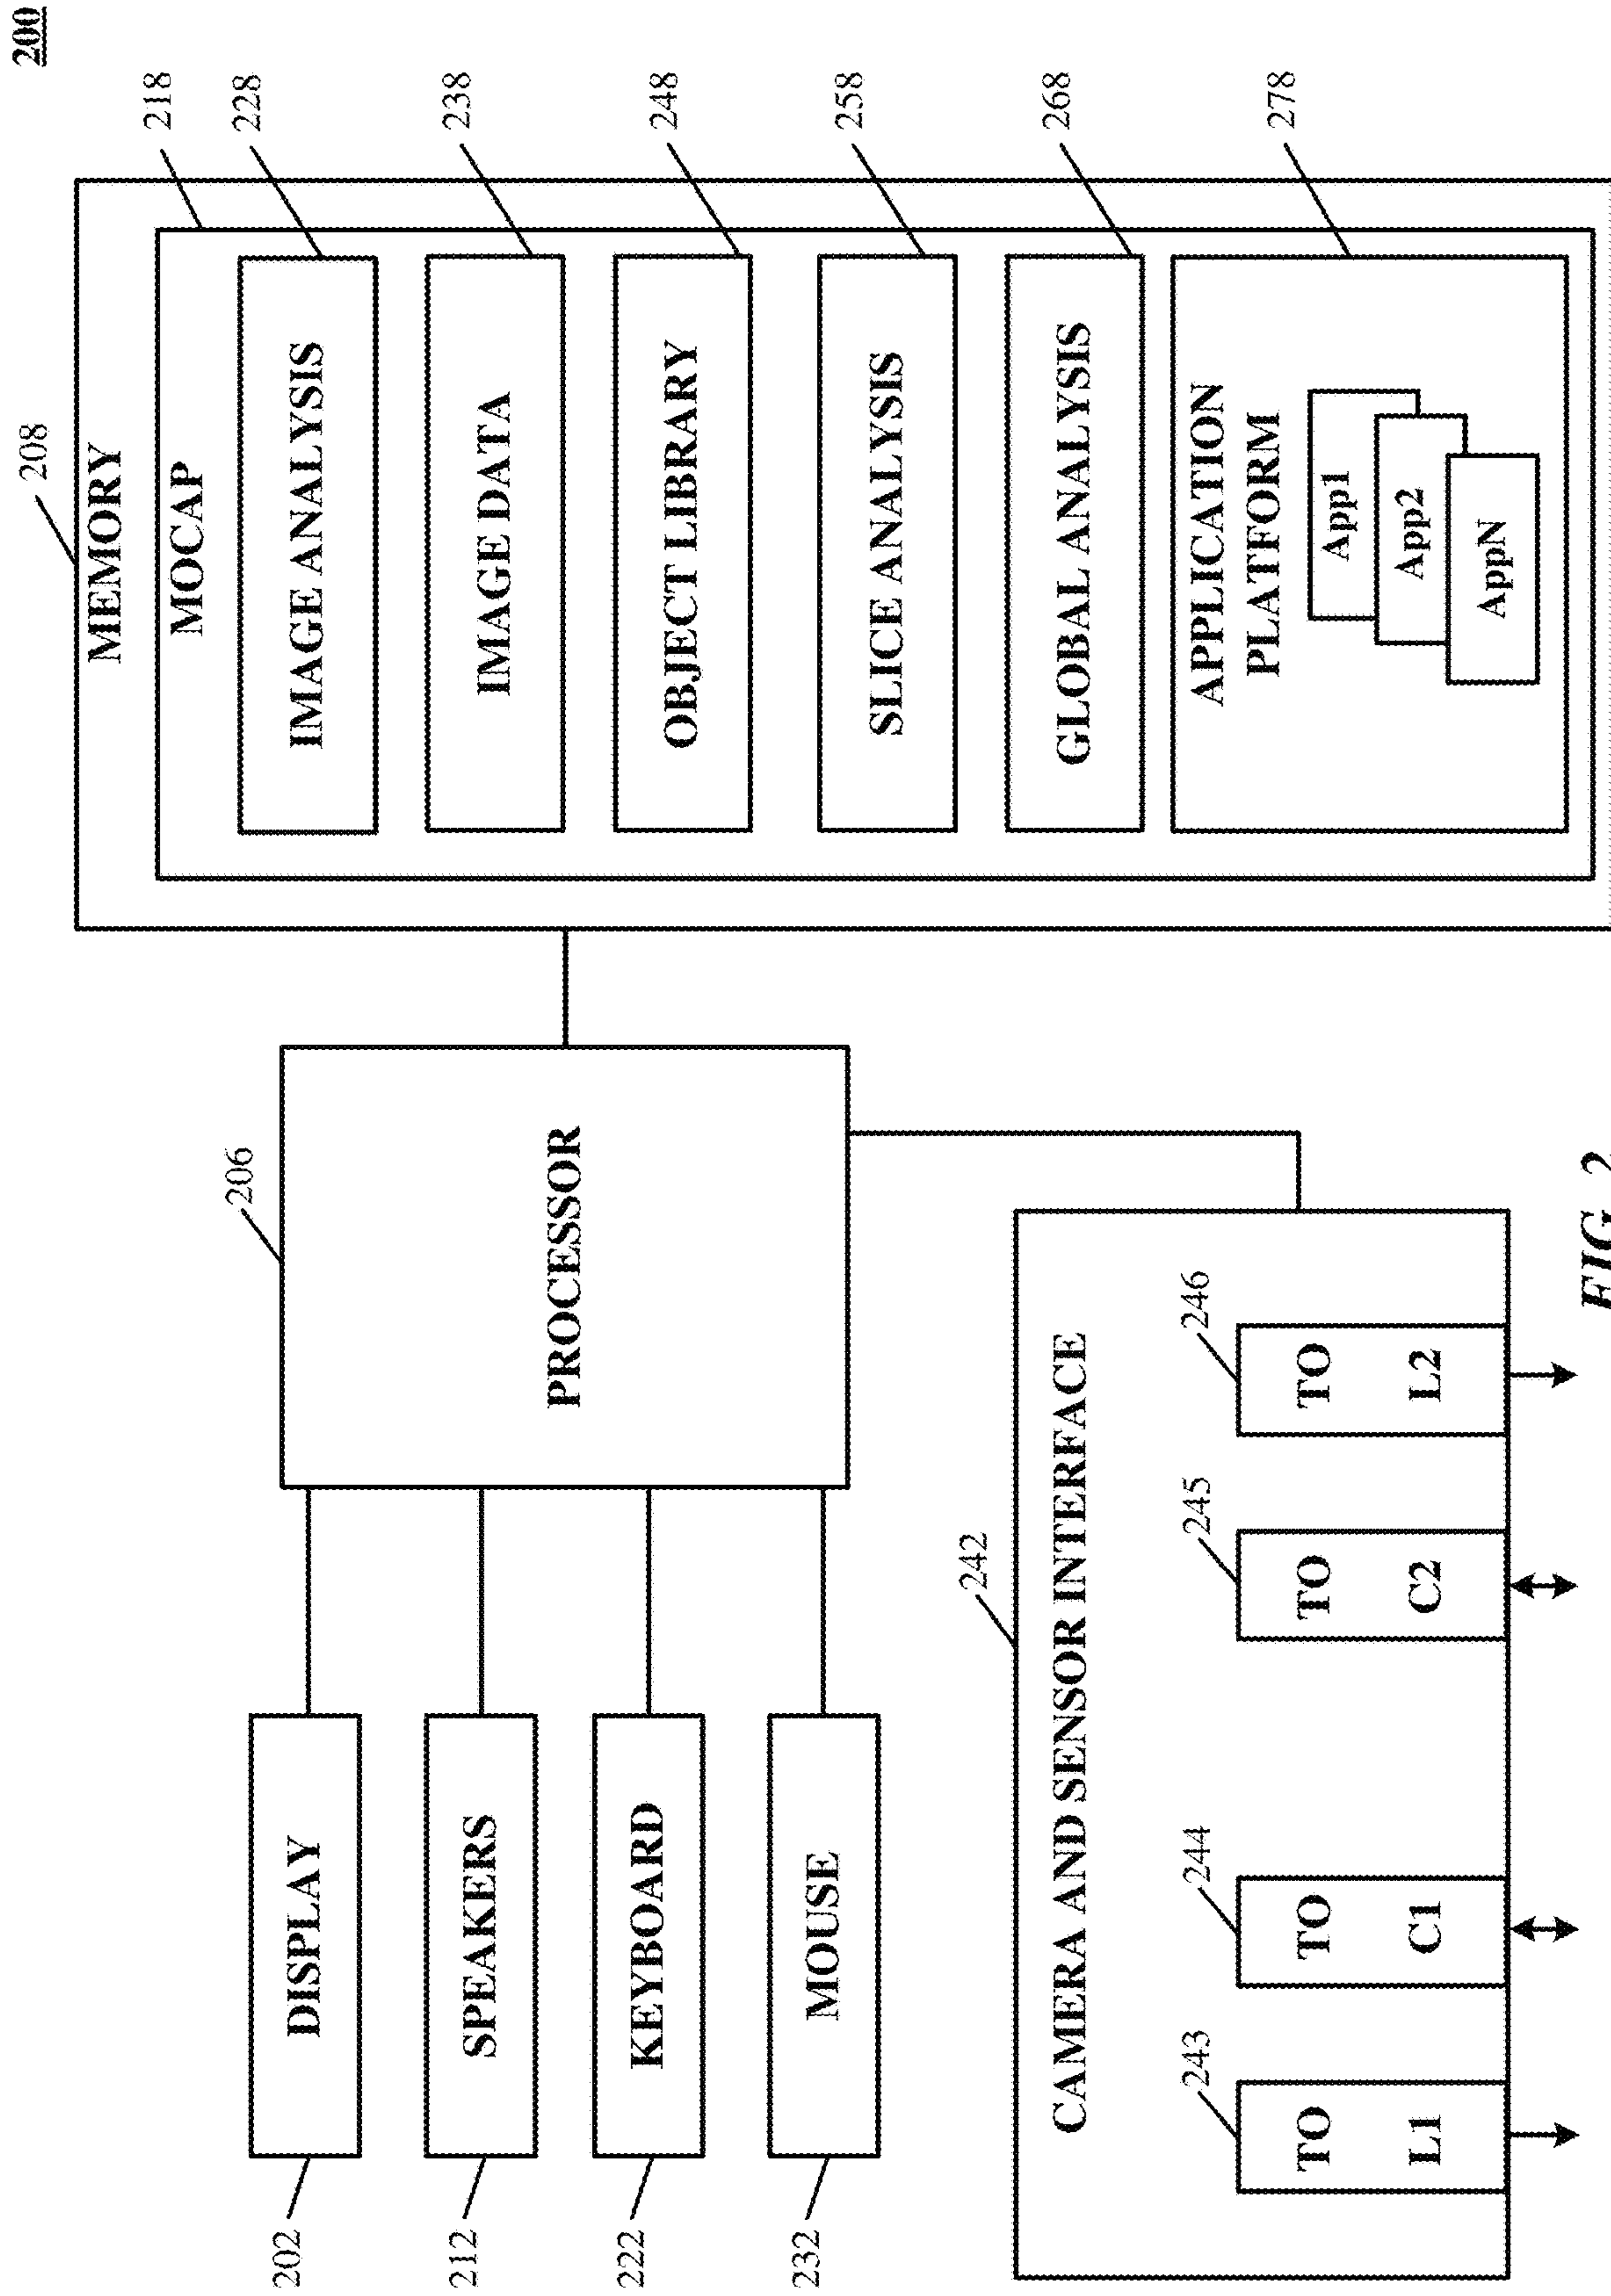 200
208
MEMORY
218
MOCAP
228
IMAGE ANALYSIS
238
IMAGE DATA
248
OBJECT LIBRARY
258
SLICE ANALYSIS
268
GLOBAL ANALYSIS
278
APPLICATION
PLATFORM
App1
App2
AppN
206
PROCESSOR
202
DISPLAY
212
SPEAKERS
222
KEYBOARD
232
MOUSE
242
CAMERA AND SENSOR INTERFACE
243
TO
L1
244
TO
C1
245
TO
C2
246
TO
L2
FIG. 2